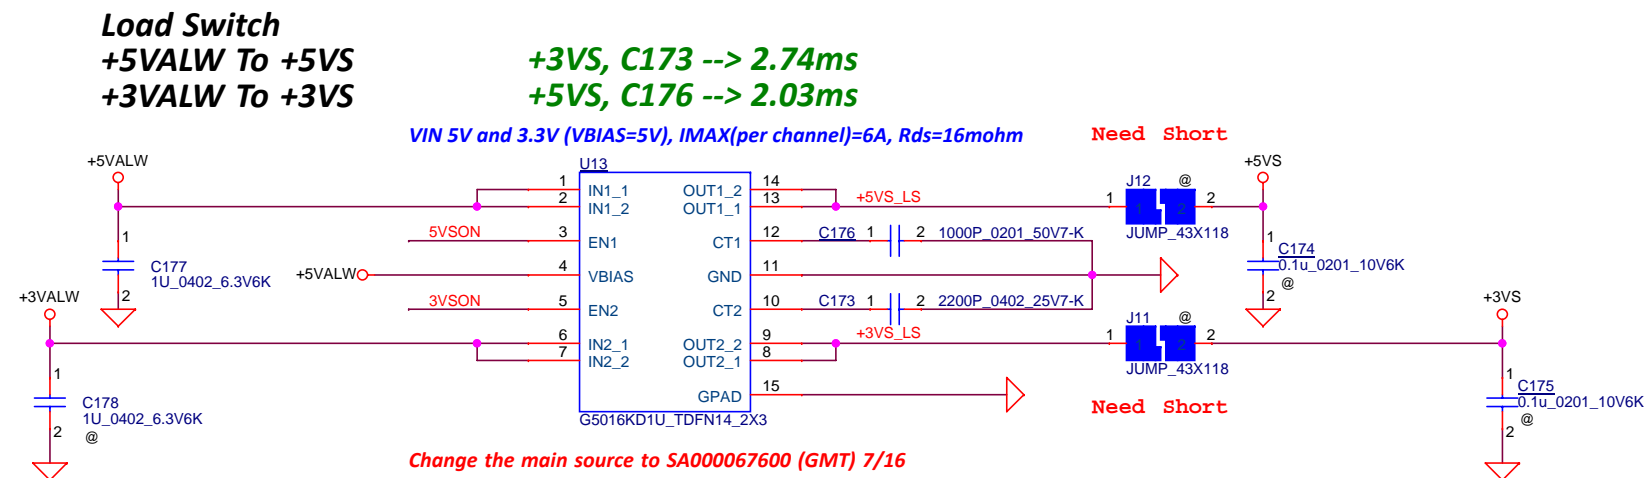 Load Switch
+5VALW To +5VS
+3VALW To +3VS
+3VS, C173 --> 2.74ms
+5VS, C176 --> 2.03ms
VIN 5V and 3.3V (VBIAS=5V), IMAX(per channel)=6A, Rds=16mohm
Need Short
+5VALW
U13
+5VS
1 IN1_1 OUT1_2 14
2 IN1_2 OUT1_1 13
+5VS_LS
J12 @
1 1 2 2
JUMP_43X118
5VSON 3 EN1 CT1 12 C176 1 2 1000P_0201_50V7-K
1
C177
1U_0402_6.3V6K
2
+5VALW 4 VBIAS GND 11
1
C174
0.1u_0201_10V6K
@
2
+3VALW
3VSON 5 EN2 CT2 10 C173 1 2 2200P_0402_25V7-K
+3VS
6 IN2_1 OUT2_2 9
7 IN2_2 OUT2_1 8
+3VS_LS
J11 @
1 1 2 2
JUMP_43X118
GPAD 15
1
C178
1U_0402_6.3V6K
@
2
G5016KD1U_TDFN14_2X3
Need Short
1
C175
0.1u_0201_10V6K
@
2
Change the main source to SA000067600 (GMT) 7/16